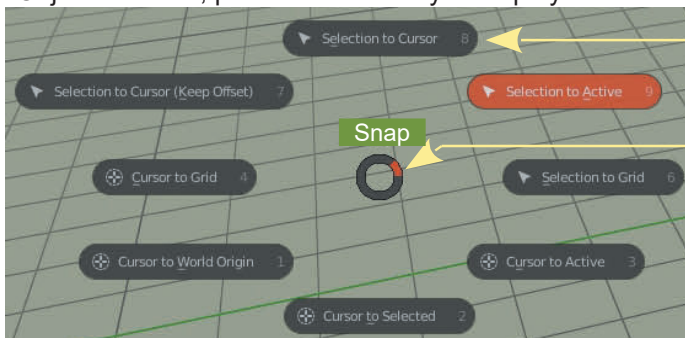 Selection to Cursor 8
Selection to Cursor (Keep Offset) 7
Selection to Active 9
Snap
Cursor to Grid 4
Selection to Grid 6
Cursor to World Origin 1
Cursor to Active 3
Cursor to Selected 2